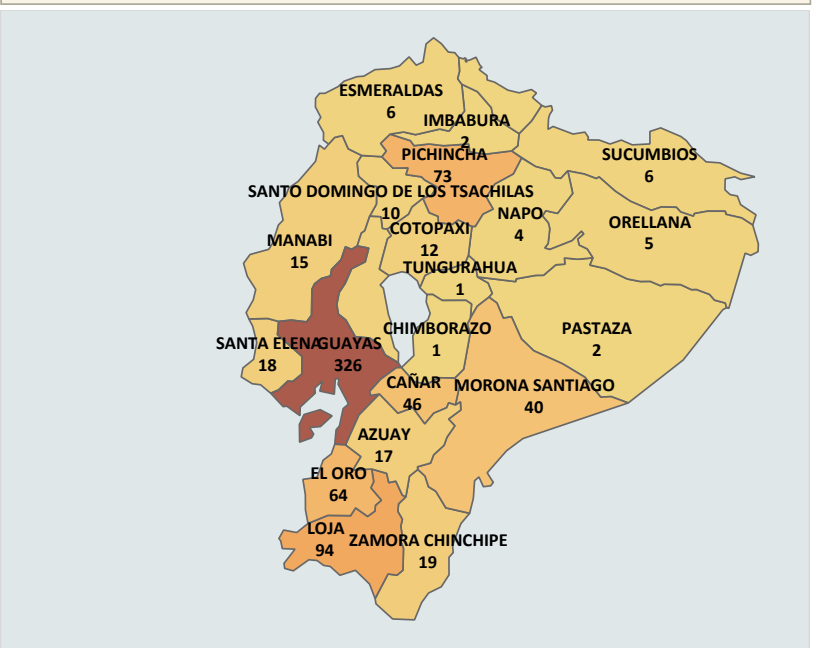 ESMERALDAS
6
IMBABURA
2
PICHINCHA
73
SUCUMBIOS
6
SANTO DOMINGO DE LOS TSACHILAS
10
NAPO
4
ORELLANA
5
COTOPAXI
12
MANABI
15
TUNGURAHUA
1
CHIMBORAZO
1
PASTAZA
2
SANTA ELENA
18
GUAYAS
326
CAÑAR
46
MORONA SANTIAGO
40
AZUAY
17
EL ORO
64
LOJA
94
ZAMORA CHINCHIPE
19